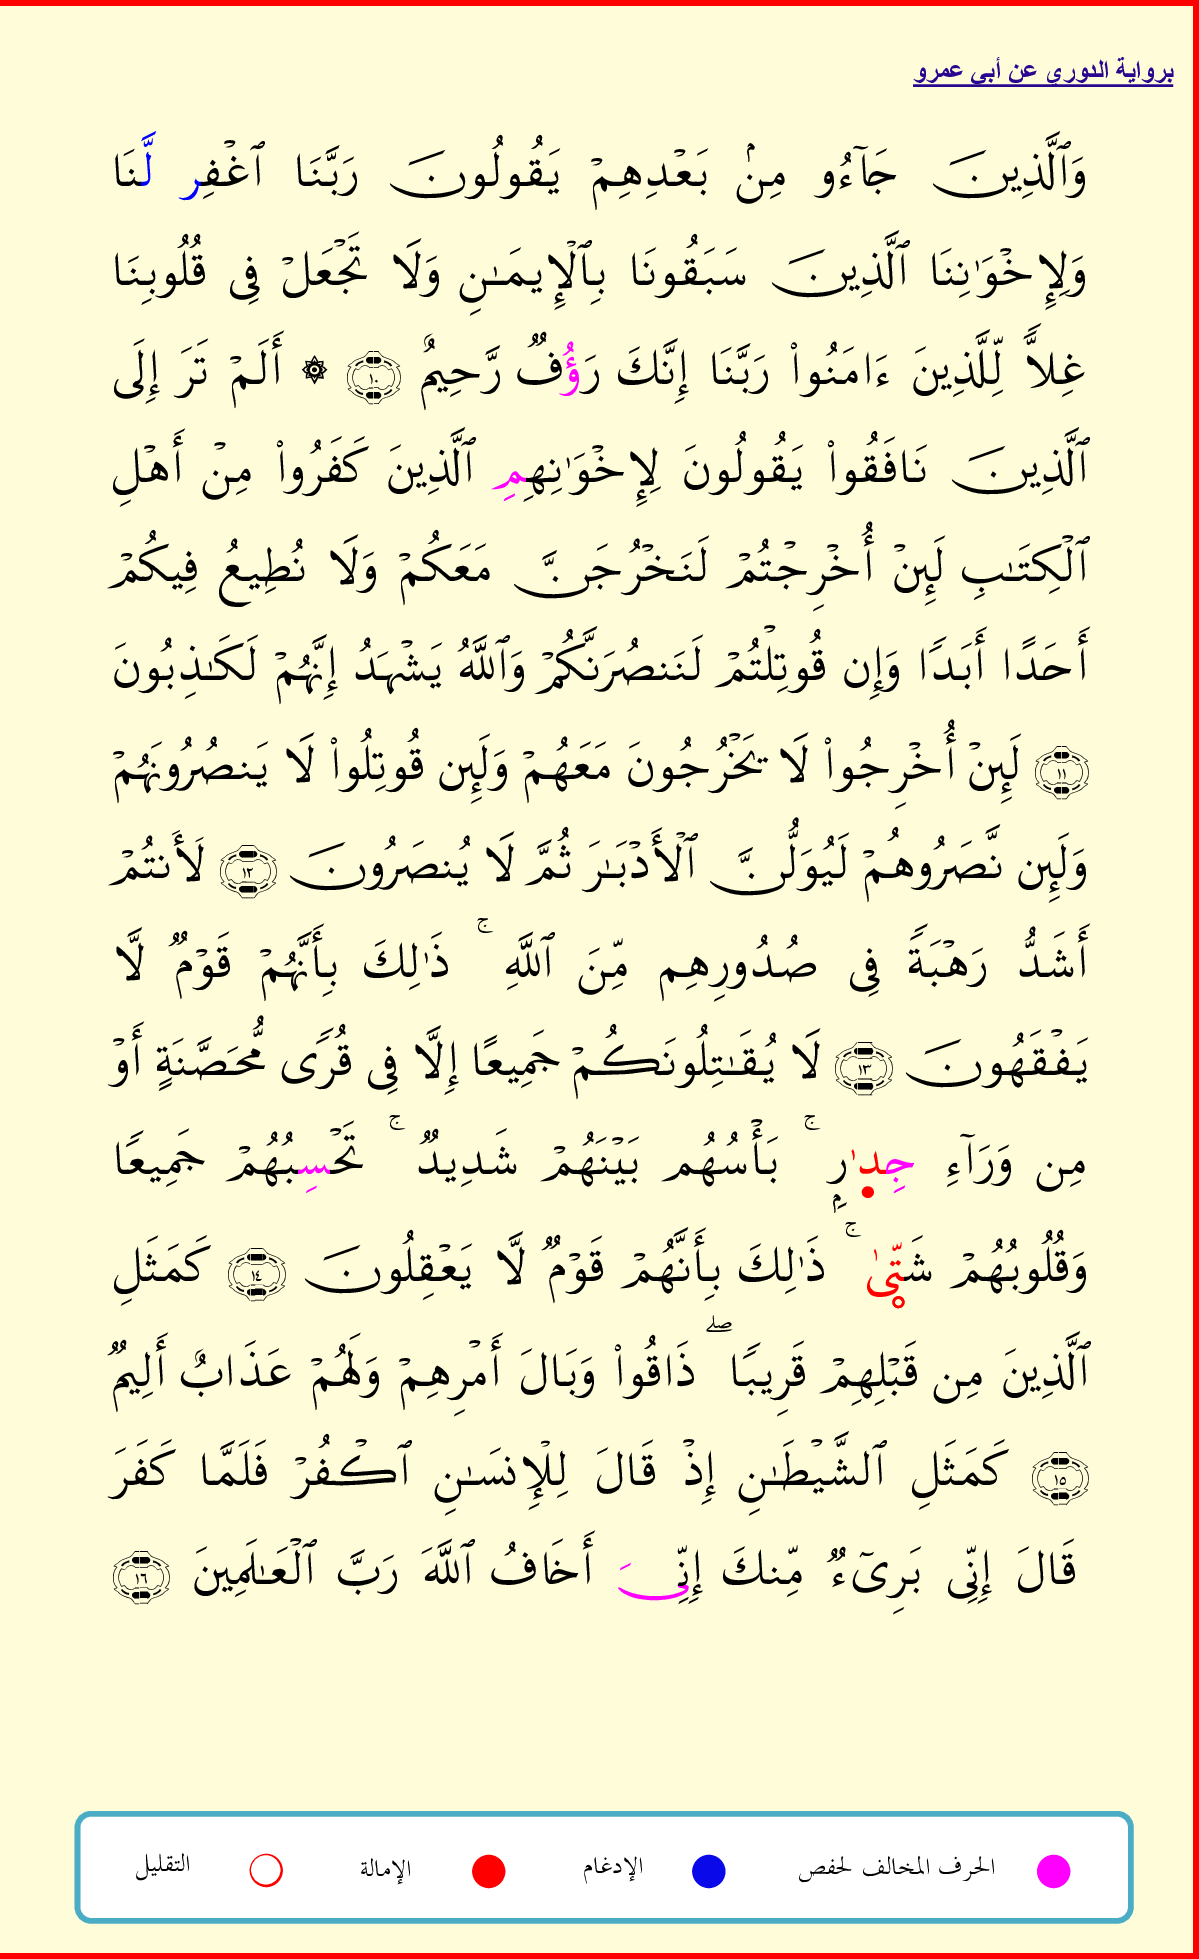 برواية الدوري عن أبي عمرو
وَٱلَّذِينَ جَآءُو مِنۢ بَعْدِهِمْ يَقُولُونَ رَبَّنَا ٱغْفِر لَّنَا
وَلِإِخْوَٰنِنَا ٱلَّذِينَ سَبَقُونَا بِٱلْإِيمَٰنِ وَلَا تَجْعَلْ فِى قُلُوبِنَا
غِلاًّ لِّلَّذِينَ ءَامَنُواْ رَبَّنَا إِنَّكَ رَؤُفٌ رَّحِيمٌ ١٠ ۞ أَلَمْ تَرَ إِلَى
ٱلَّذِينَ نَافَقُواْ يَقُولُونَ لِإِخْوَٰنِهِمِ ٱلَّذِينَ كَفَرُواْ مِنْ أَهْلِ
ٱلْكِتَٰبِ لَئِنْ أُخْرِجْتُمْ لَنَخْرُجَنَّ مَعَكُمْ وَلَا نُطِيعُ فِيكُمْ
أَحَدًا أَبَدًا وَإِن قُوتِلْتُمْ لَنَنصُرَنَّكُمْ وَٱللَّهُ يَشْهَدُ إِنَّهُمْ لَكَٰذِبُونَ
١١ لَئِنْ أُخْرِجُواْ لَا يَخْرُجُونَ مَعَهُمْ وَلَئِن قُوتِلُواْ لَا يَنصُرُونَهُمْ
وَلَئِن نَّصَرُوهُمْ لَيُوَلُّنَّ ٱلْأَدْبَٰرَ ثُمَّ لَا يُنصَرُونَ ١٢ لَأَنتُمْ
أَشَدُّ رَهْبَةً فِى صُدُورِهِم مِّنَ ٱللَّهِ ۚ ذَٰلِكَ بِأَنَّهُمْ قَوْمٌ لَّا
يَفْقَهُونَ ١٣ لَا يُقَٰتِلُونَكُمْ جَمِيعًا إِلَّا فِى قُرًى مُّحَصَّنَةٍ أَوْ
مِن وَرَآءِ جِدَٰرِۭ ۚ بَأْسُهُم بَيْنَهُمْ شَدِيدٌ ۚ تَحْسِبُهُمْ جَمِيعًا
وَقُلُوبُهُمْ شَتَّىٰ ۚ ذَٰلِكَ بِأَنَّهُمْ قَوْمٌ لَّا يَعْقِلُونَ ١٤ كَمَثَلِ
ٱلَّذِينَ مِن قَبْلِهِمْ قَرِيبًا ۖ ذَاقُواْ وَبَالَ أَمْرِهِمْ وَلَهُمْ عَذَابٌ أَلِيمٌ
١٥ كَمَثَلِ ٱلشَّيْطَٰنِ إِذْ قَالَ لِلْإِنسَٰنِ ٱكْفُرْ فَلَمَّا كَفَرَ
قَالَ إِنِّى بَرِىٓءٌ مِّنكَ إِنِّىَ أَخَافُ ٱللَّهَ رَبَّ ٱلْعَٰلَمِينَ ١٦
الحرف المخالف لحفص الإدغام الإمالة التقليل